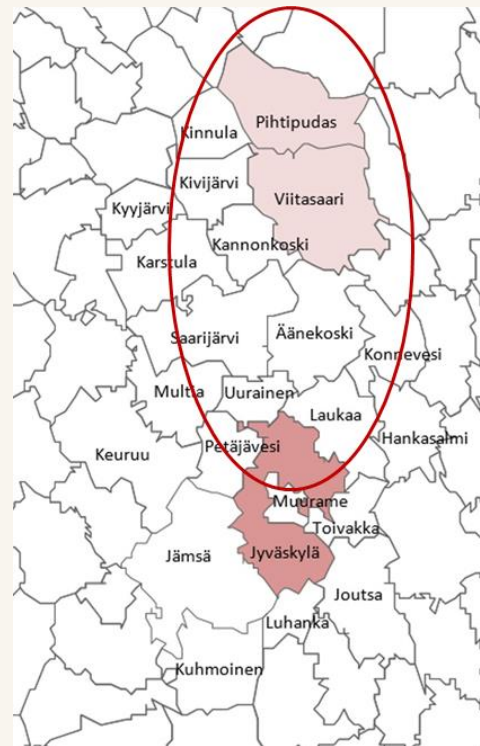 Pihtipudas
Kinnula
Kivijärvi
Viitasaari
Kyyjärvi
Kannonkoski
Karstula
Saarijärvi
Äänekoski
Konnevesi
Multia
Uurainen
Laukaa
Hankasalmi
Petäjävesi
Keuruu
Muurame
Toivakka
Jämsä
Jyväskylä
Joutsa
Luhanka
Kuhmoinen